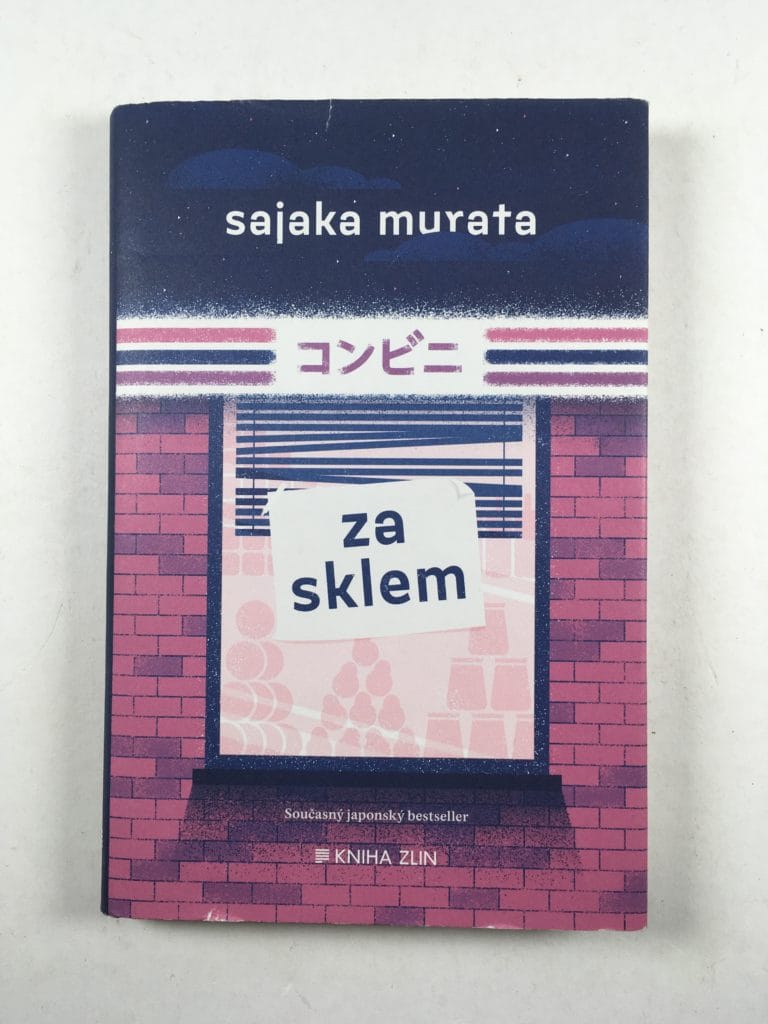 sajaka murata
コンビニ
za
sklem
Současný japonský bestseller
KNIHA ZLIN